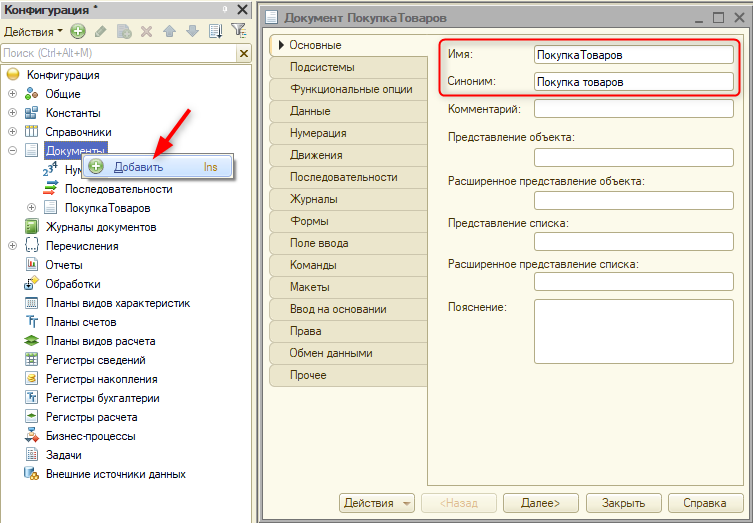 Конфигурация *
Действия
Поиск (Ctrl+Alt+M)
Конфигурация
Общие
Константы
Справочники
Документы
Добавить Ins
Последовательности
ПокупкаТоваров
Журналы документов
Перечисления
Отчеты
Обработки
Планы видов характеристик
Планы счетов
Планы видов расчета
Регистры сведений
Регистры накопления
Регистры бухгалтерии
Регистры расчета
Бизнес-процессы
Задачи
Внешние источники данных
Документ ПокупкаТоваров
Основные
Подсистемы
Функциональные опции
Данные
Нумерация
Движения
Последовательности
Журналы
Формы
Поле ввода
Команды
Макеты
Ввод на основании
Права
Обмен данными
Прочее
Имя: ПокупкаТоваров
Синоним: Покупка товаров
Комментарий:
Представление объекта:
Расширенное представление объекта:
Представление списка:
Расширенное представление списка:
Пояснение:
Действия <Назад Далее> Закрыть Справка